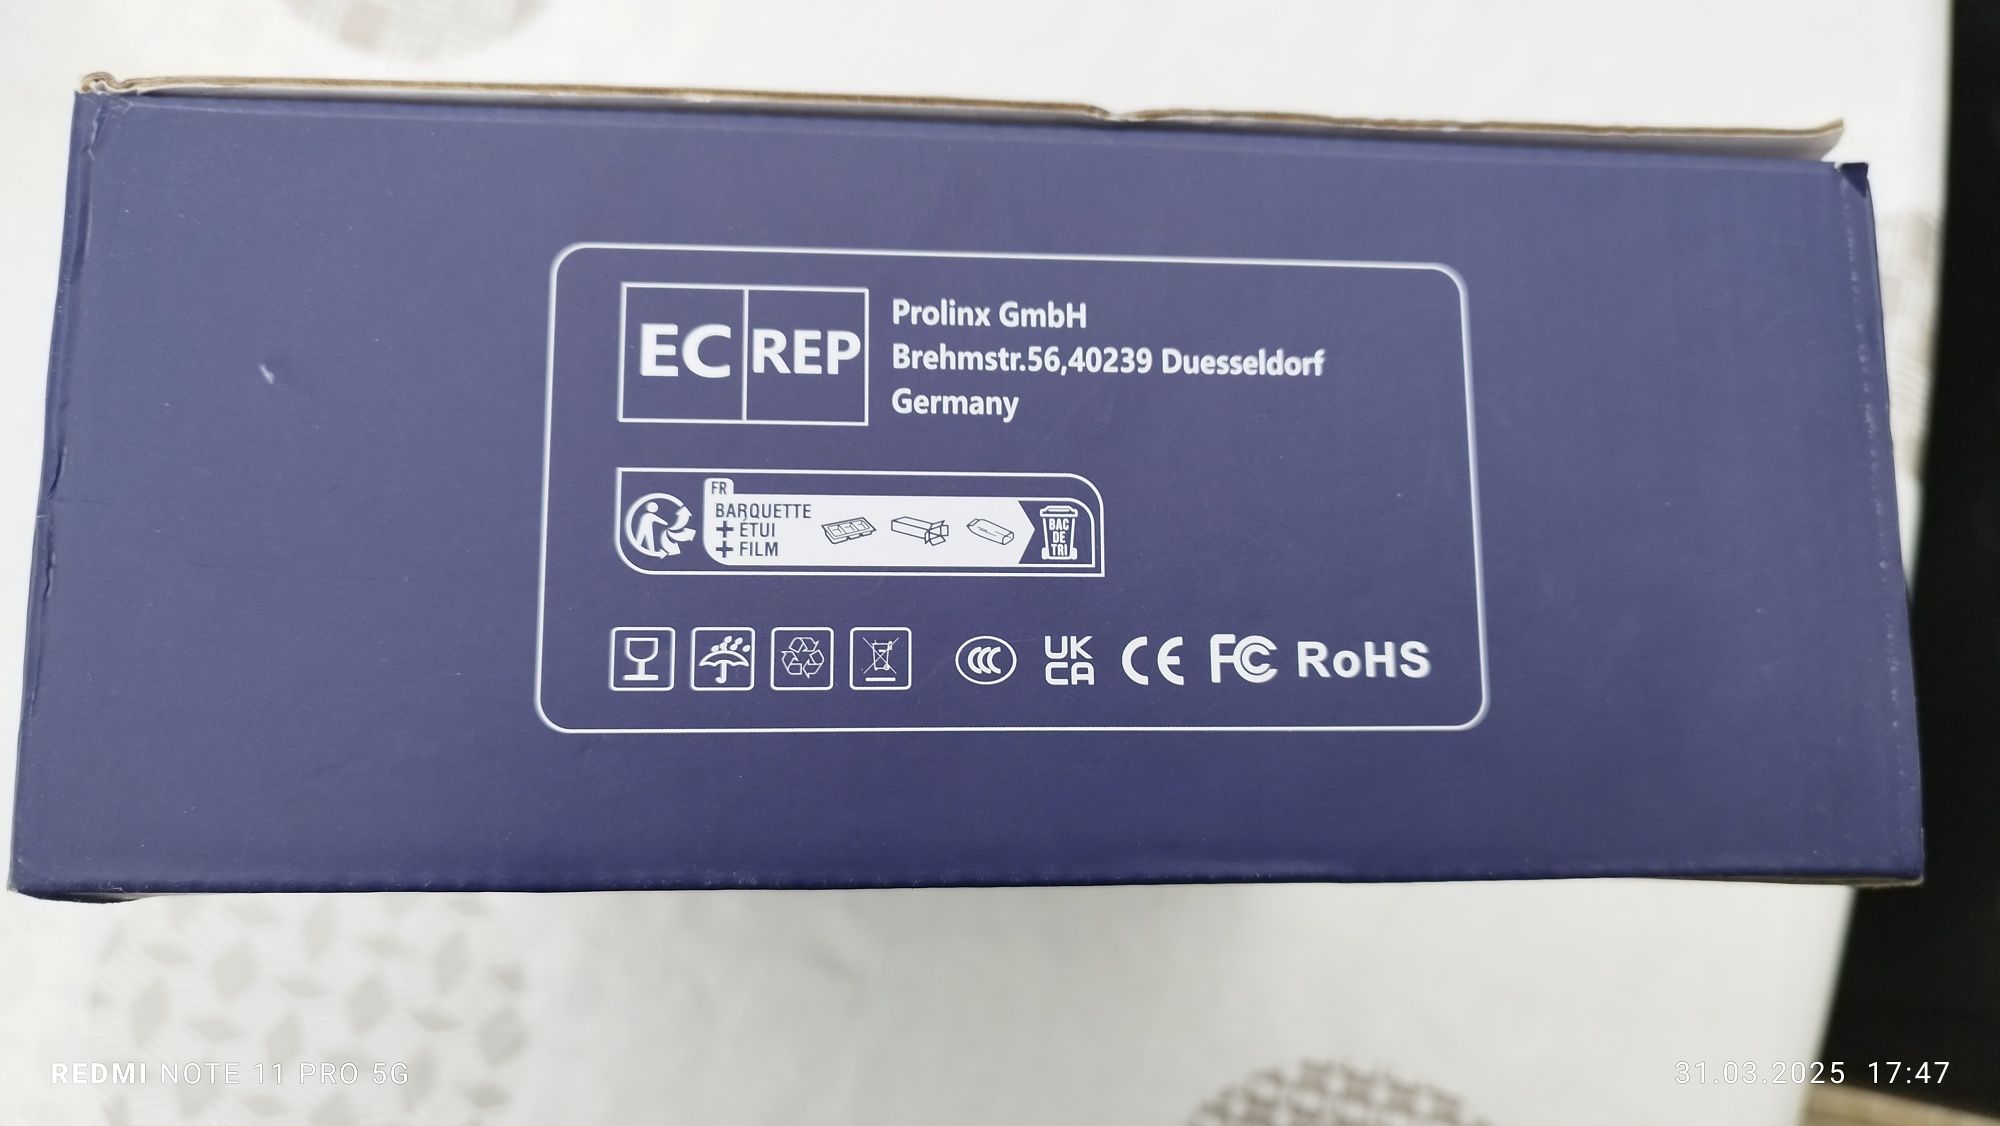 EC REP
Prolinx GmbH
Brehmstr.56,40239 Duesseldorf
Germany
FR
BARQUETTE
+ ÉTUI
+ FILM
BAC
DE
TRI
CCC
UK
CA
CE
FC
RoHS
REDMI NOTE 11 PRO 5G
31.03.2025 17:47